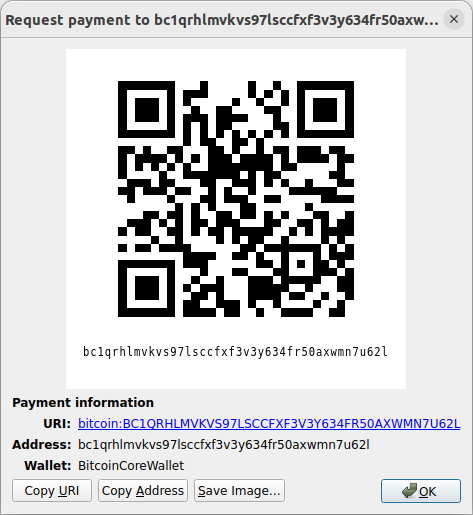 Request payment to bc1qrhlmvkvs97lsccfxf3v3y634fr50axw...
bc1qrhlmvkvs97lsccfxf3v3y634fr50axwmn7u62l
Payment information
URI: bitcoin:BC1QRHLMVKVS97LSCCFXF3V3Y634FR50AXWMN7U62L
Address: bc1qrhlmvkvs97lsccfxf3v3y634fr50axwmn7u62l
Wallet: BitcoinCoreWallet
Copy URI Copy Address Save Image... OK